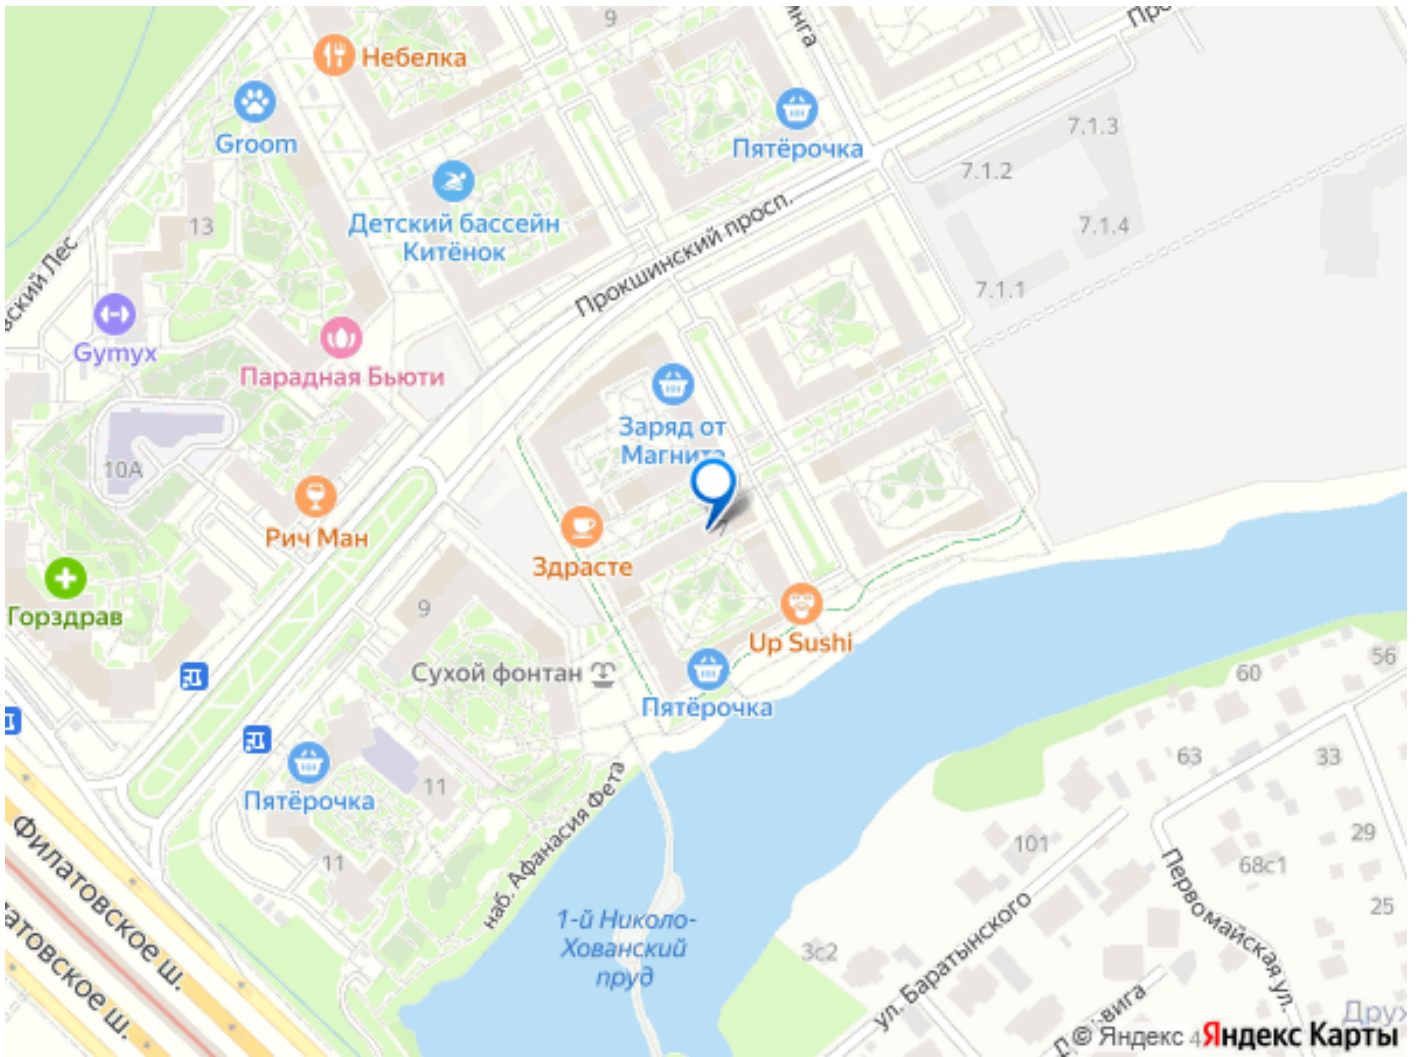 9
Небелка
Groom
Пятёрочка
7.1.3
7.1.2
Детский бассейн
Китёнок
13
7.1.4
Прокшинский просп.
7.1.1
Gymyx
Парадная Бьюти
Заряд от
Магнита
10А
Рич Ман
Здрасте
Горздрав
9
Up Sushi
Сухой фонтан
Пятёрочка
56
60
63
33
Пятёрочка
11
11
наб. Афанасия Фета
Филатовское ш.
101
29
68с1
25
Первомайская ул.
1-й Николо-
Хованский
пруд
3с2
ул. Баратынского
© Яндекс
Яндекс Карты